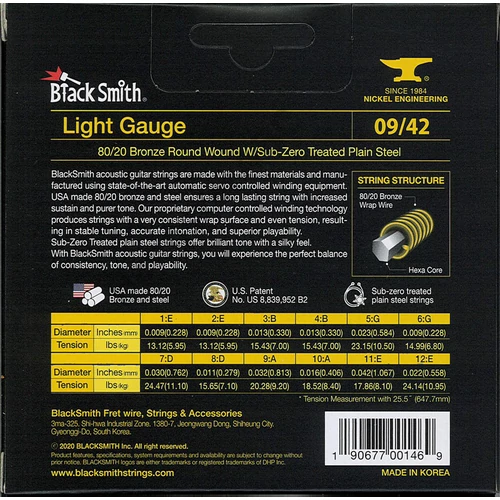 BlackSmith®
SINCE 1984
NICKEL ENGINEERING
Light Gauge
09/42
80/20 Bronze Round Wound W/Sub-Zero Treated Plain Steel
BlackSmith acoustic guitar strings are made with the finest materials and manu-
factured using state-of-the-art automatic servo controlled winding equipment.
USA made 80/20 bronze and steel ensures a long lasting string with increased
sustain and purer tone. Our proprietary computer controlled winding technology
produces strings with a very consistent wrap surface and even tension, result-
ing in stable tuning, accurate intonation, and superior playability.
Sub-Zero Treated plain steel strings offer brilliant tone with a silky feel.
With BlackSmith acoustic guitar strings, you will experience the perfect balance
of consistency, tone, and playability.
STRING STRUCTURE
80/20 Bronze
Wrap Wire
Hexa Core
USA made 80/20
Bronze and steel
U.S. Patent
No. US 8,839,952 B2
Sub-zero treated
plain steel strings
1:E 2:E 3:B 4:B 5:G 6:G
Diameter Inches(mm) 0.009(0.228) 0.009(0.228) 0.013(0.330) 0.013(0.330) 0.023(0.584) 0.009(0.228)
Tension lbs(kg) 13.12(5.95) 13.12(5.95) 15.43(7.00) 15.43(7.00) 23.15(10.50) 14.99(6.80)
7:D 8:D 9:A 10:A 11:E 12:E
Diameter Inches(mm) 0.030(0.762) 0.011(0.279) 0.032(0.813) 0.016(0.406) 0.042(1.067) 0.022(0.558)
Tension lbs(kg) 24.47(11.10) 15.65(7.10) 20.28(9.20) 18.52(8.40) 17.86(8.10) 24.14(10.95)
* Tension Measurement with 25.5" (647.7mm)
BlackSmith Fret wire, Strings & Accessories
3ma-325. Shi-hwa Industrial Zone. 1380-7, Jeongwang Dong, Shiheung City.
Gyeonggi-Do, South Korea.
© 2020 BLACKSMITH Inc. All right reserved.
Product features, specifications, system requirements and availability are subject to change without
prior notice. BLACKSMITH logos are either trademarks or registered trademarks of DHP Inc.
www.blacksmithstrings.com
1 90677 00146 9
MADE IN KOREA